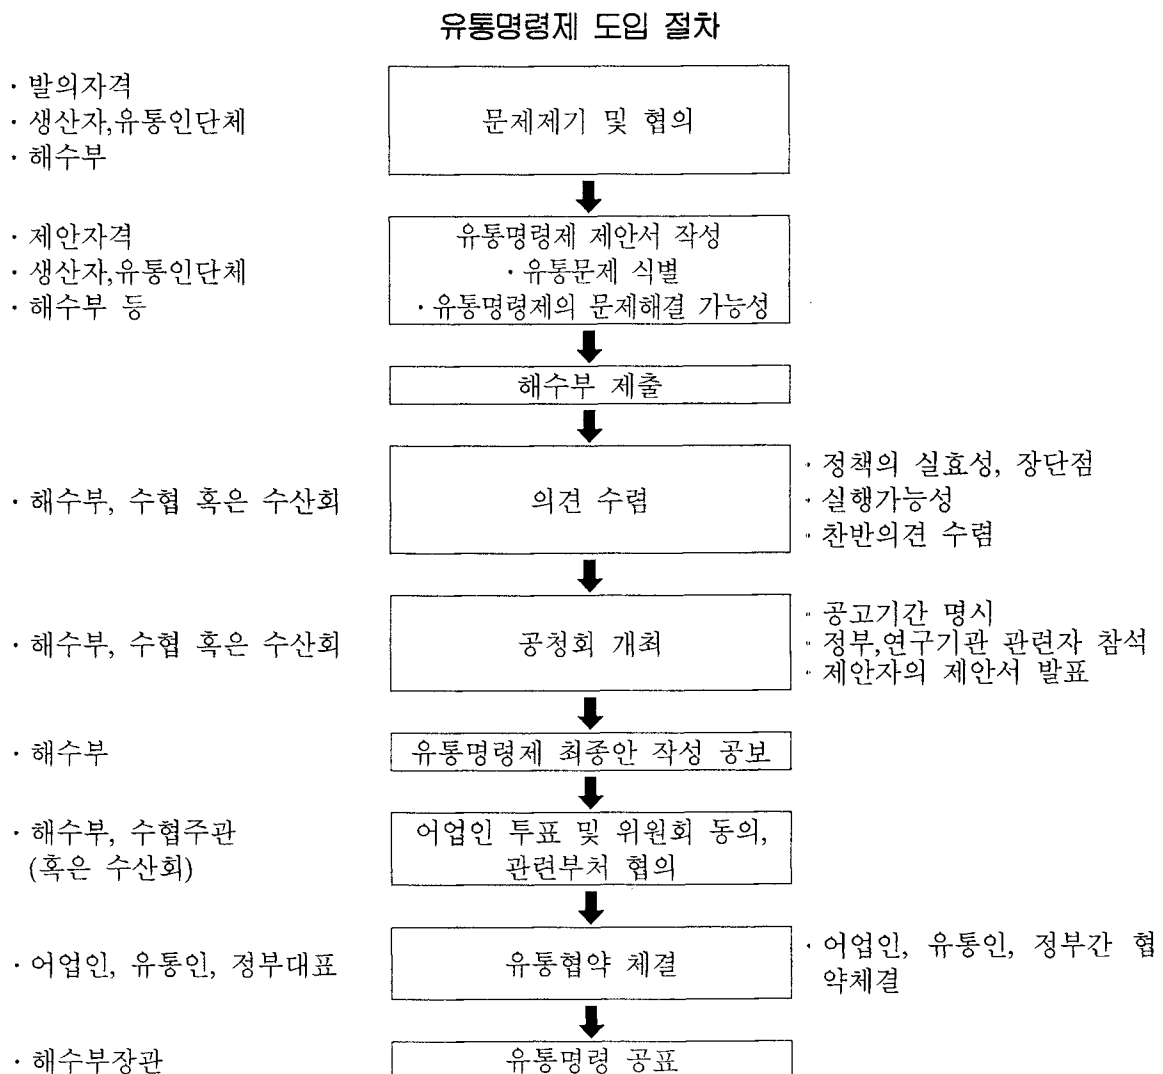 유통명령제 도입 절차
· 발의자격
· 생산자,유통인단체
· 해수부
문제제기 및 협의
· 제안자격
· 생산자,유통인단체
· 해수부 등
유통명령제 제안서 작성
· 유통문제 식별
· 유통명령제의 문제해결 가능성
해수부 제출
· 해수부, 수협 혹은 수산회
의견 수렴
· 정책의 실효성, 장단점
· 실행가능성
· 찬반의견 수렴
· 해수부, 수협 혹은 수산회
공청회 개최
· 공고기간 명시
· 정부,연구기관 관련자 참석
· 제안자의 제안서 발표
· 해수부
유통명령제 최종안 작성 공보
· 해수부, 수협주관
(혹은 수산회)
어업인 투표 및 위원회 동의,
관련부처 협의
· 어업인, 유통인, 정부대표
유통협약 체결
· 어업인, 유통인, 정부간 협
약체결
· 해수부장관
유통명령 공표